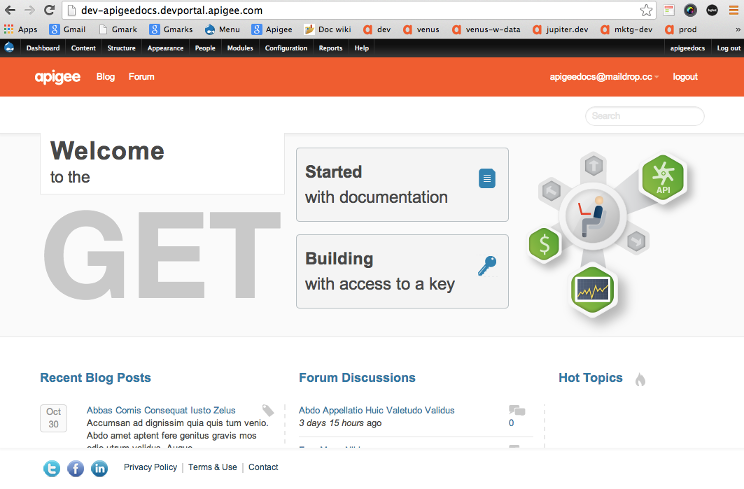 dev-apigeedocs.devportal.apigee.com
Apps Gmail Gmark Gmarks Menu Apigee Doc wiki dev venus venus-w-data jupiter.dev mktg-dev prod »
Dashboard Content Structure Appearance People Modules Configuration Reports Help apigeedocs Log out
apigee Blog Forum apigeedocs@maildrop.cc logout
Search
Welcome
to the
GET
Started
with documentation
Building
with access to a key
API
$
Recent Blog Posts
Oct
30
Abbas Comis Consequat Iusto Zelus
Accumsan ad dignissim quia quis tum venio.
Abdo amet aptent fere genitus gravis mos
Forum Discussions
Abdo Appellatio Huic Valetudo Validus
3 days 15 hours ago
0
Hot Topics
Privacy Policy | Terms & Use | Contact